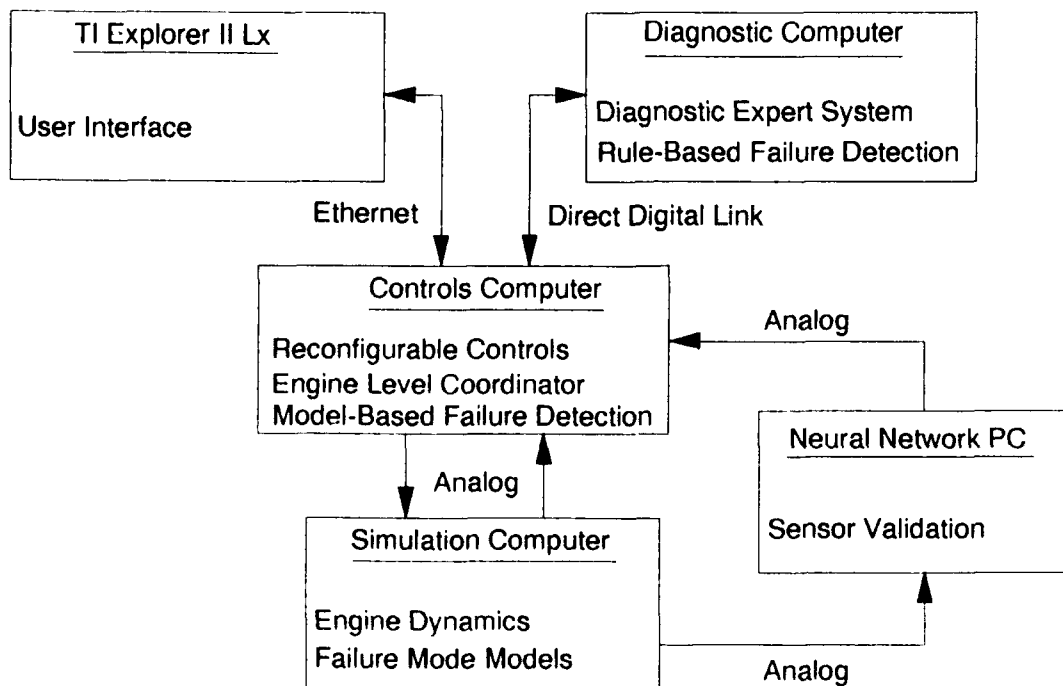 TI Explorer II Lx
User Interface
Diagnostic Computer
Diagnostic Expert System
Rule-Based Failure Detection
Ethernet
Direct Digital Link
Controls Computer
Reconfigurable Controls
Engine Level Coordinator
Model-Based Failure Detection
Analog
Neural Network PC
Sensor Validation
Analog
Simulation Computer
Engine Dynamics
Failure Mode Models
Analog